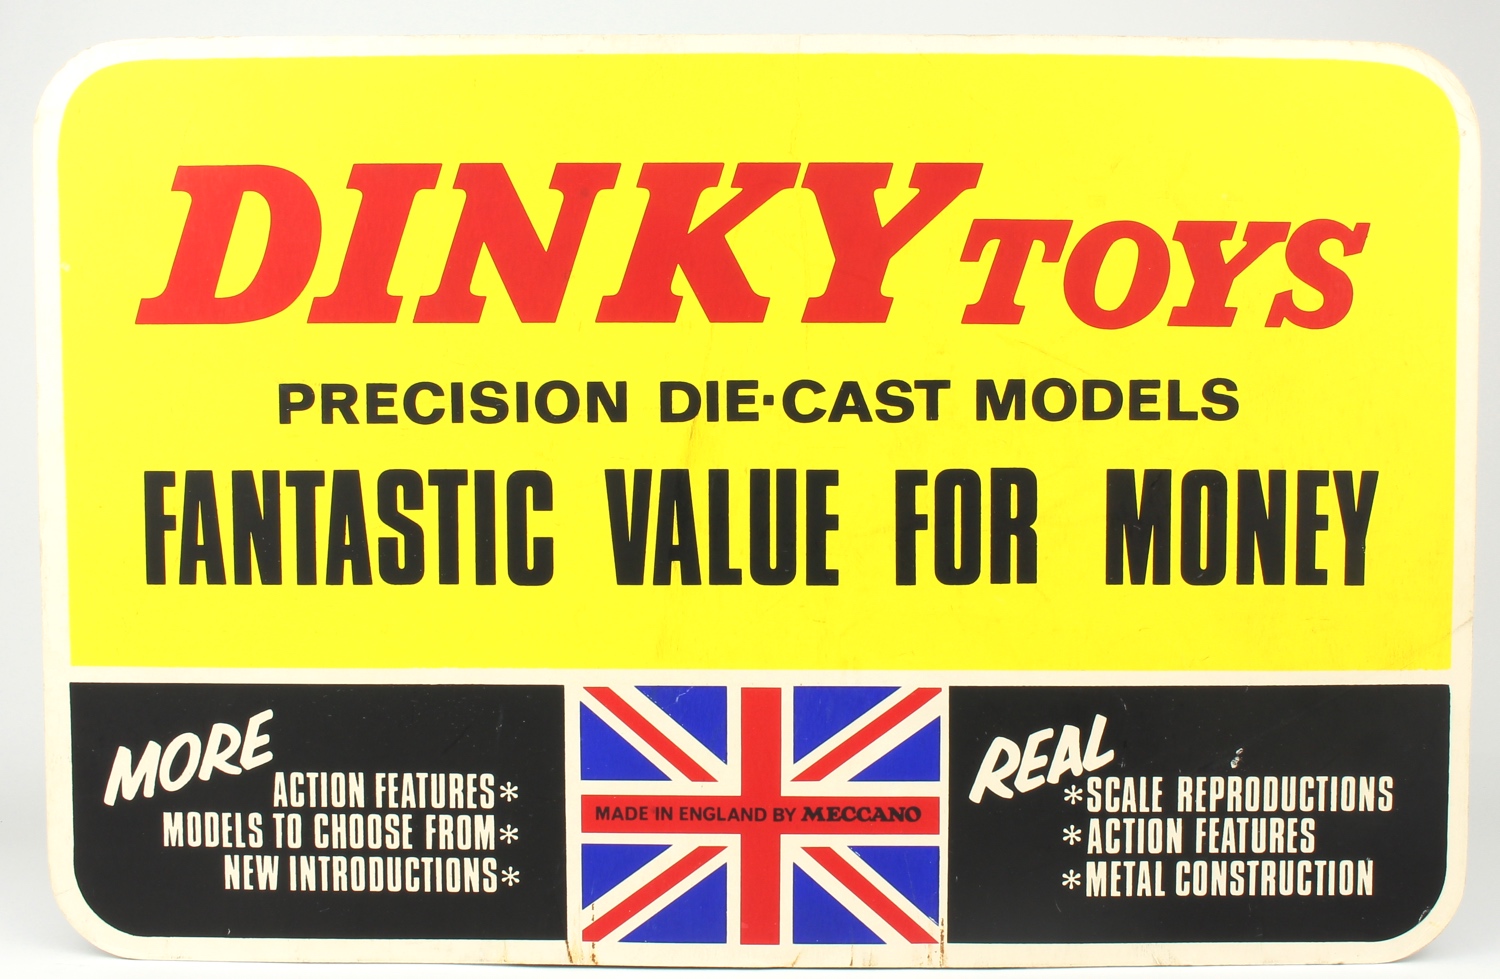 DINKY TOYS
PRECISION DIE·CAST MODELS
FANTASTIC VALUE FOR MONEY
MORE
ACTION FEATURES*
MODELS TO CHOOSE FROM*
NEW INTRODUCTIONS*
MADE IN ENGLAND BY MECCANO
REAL
*SCALE REPRODUCTIONS
*ACTION FEATURES
*METAL CONSTRUCTION